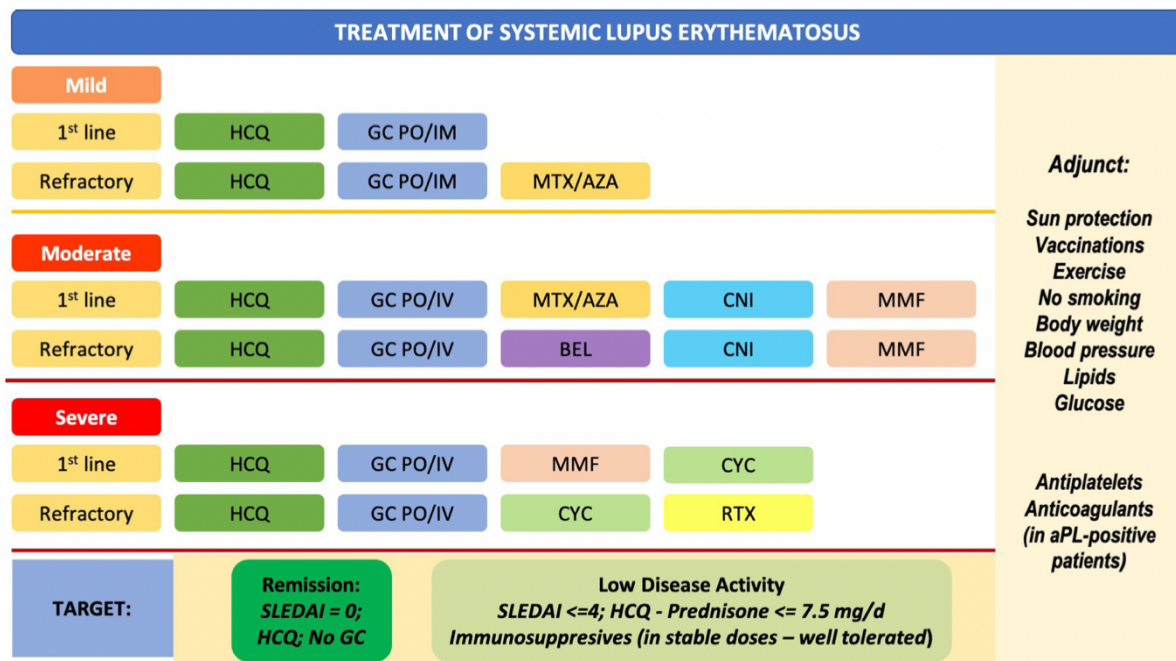 TREATMENT OF SYSTEMIC LUPUS ERYTHEMATOSUS
Mild
1st line HCQ GC PO/IM
Refractory HCQ GC PO/IM MTX/AZA
Moderate
1st line HCQ GC PO/IV MTX/AZA CNI MMF
Refractory HCQ GC PO/IV BEL CNI MMF
Severe
1st line HCQ GC PO/IV MMF CYC
Refractory HCQ GC PO/IV CYC RTX
TARGET:
Remission:
SLEDAI = 0;
HCQ; No GC
Low Disease Activity
SLEDAI <=4; HCQ - Prednisone <= 7.5 mg/d
Immunosuppresives (in stable doses – well tolerated)
Adjunct:
Sun protection
Vaccinations
Exercise
No smoking
Body weight
Blood pressure
Lipids
Glucose
Antiplatelets
Anticoagulants
(in aPL-positive
patients)